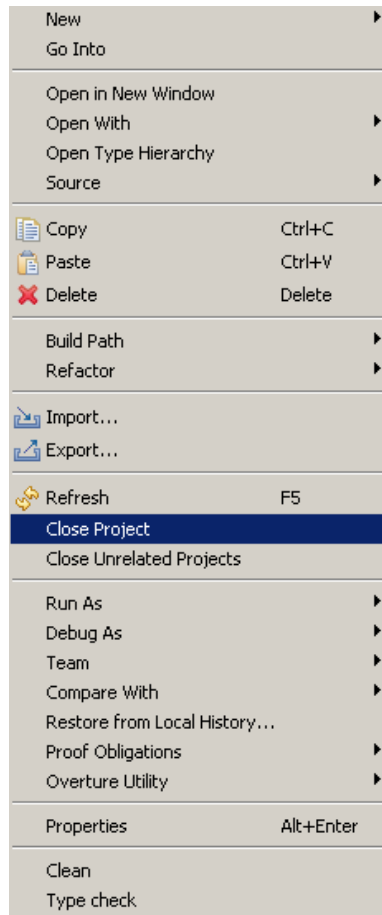 New
Go Into
Open in New Window
Open With
Open Type Hierarchy
Source
Copy Ctrl+C
Paste Ctrl+V
Delete Delete
Build Path
Refactor
Import...
Export...
Refresh F5
Close Project
Close Unrelated Projects
Run As
Debug As
Team
Compare With
Restore from Local History...
Proof Obligations
Overture Utility
Properties Alt+Enter
Clean
Type check